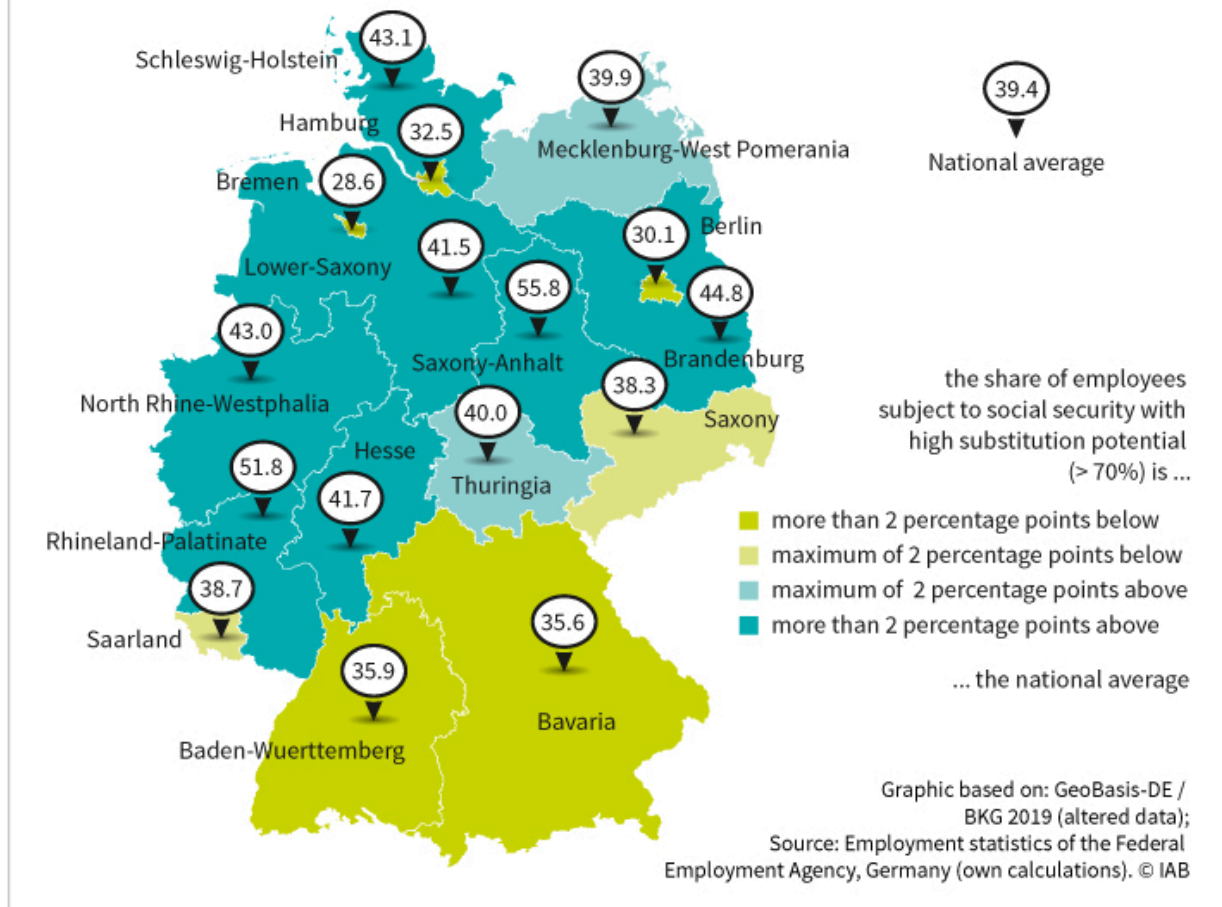 43.1
Schleswig-Holstein
39.9
39.4
Hamburg
32.5
Mecklenburg-West Pomerania
National average
Bremen
28.6
Berlin
30.1
41.5
Lower-Saxony
55.8
44.8
43.0
Saxony-Anhalt
Brandenburg
38.3
North Rhine-Westphalia
40.0
Saxony
Hesse
51.8
Thuringia
41.7
Rhineland-Palatinate
38.7
Saarland
35.6
35.9
Bavaria
Baden-Wuerttemberg
the share of employees
subject to social security with
high substitution potential
(> 70%) is ...
more than 2 percentage points below
maximum of 2 percentage points below
maximum of 2 percentage points above
more than 2 percentage points above
... the national average
Graphic based on: GeoBasis-DE /
BKG 2019 (altered data);
Source: Employment statistics of the Federal
Employment Agency, Germany (own calculations). © IAB